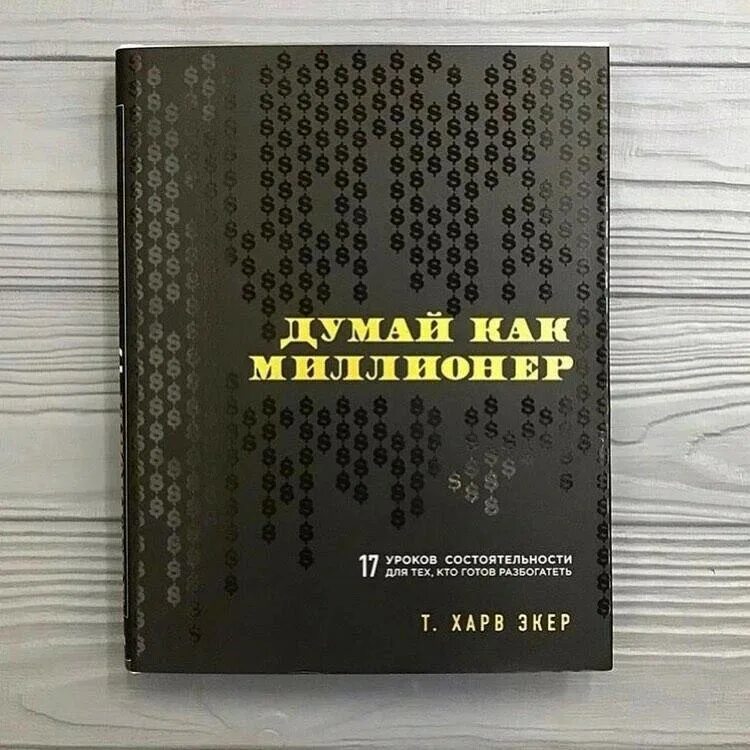 ДУМАЙ КАК
МИЛЛИОНЕР
17 УРОКОВ СОСТОЯТЕЛЬНОСТИ
ДЛЯ ТЕХ, КТО ГОТОВ РАЗБОГАТЕТЬ
Т. ХАРВ ЭКЕР